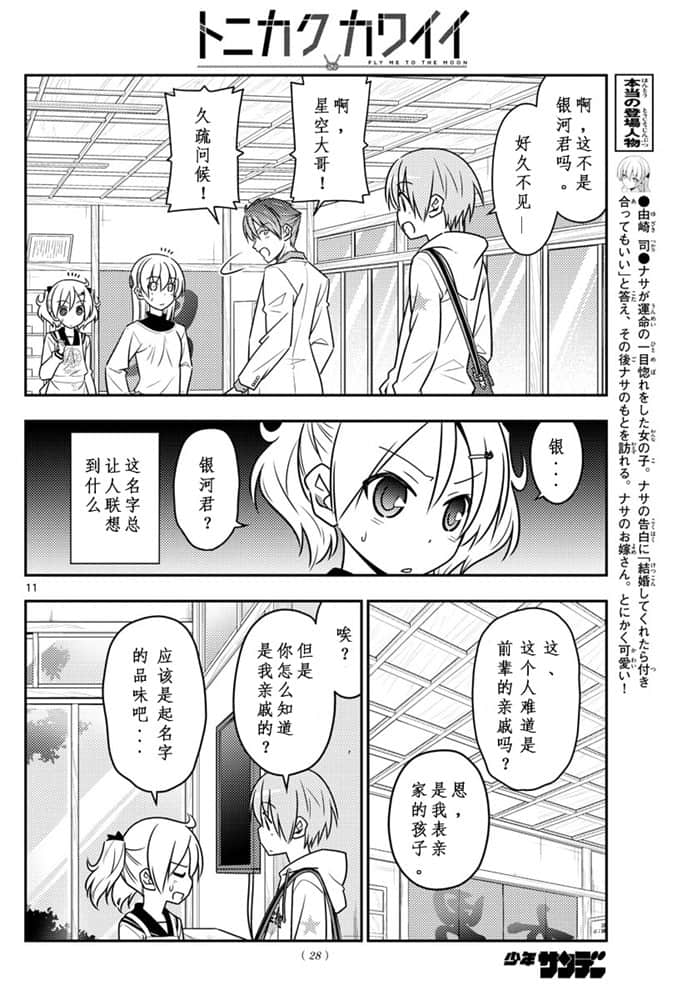 トニカクカワイイ
FLY ME TO THE MOON
本当の登場人物
●由崎 司●ナサが運命の一目惚れをした女の子。ナサの告白に「結婚してくれたら付き
合ってもいい」と答え、その後ナサのもとを訪れる。ナサのお嫁さん。とにかく可愛い!
啊,这不是
银河君吗。
好久不见—
啊,
星空大哥!
久疏问候!
银...
银河君?
这名字总
让人联想
到什么
11
这、
这个人难道是
前辈的亲戚吗?
恩,
是我表亲
家的孩子。
唉?
但是
你怎么知道
是我亲戚的?
应该是起名字
的品味吧...
(28)
少年サンデー